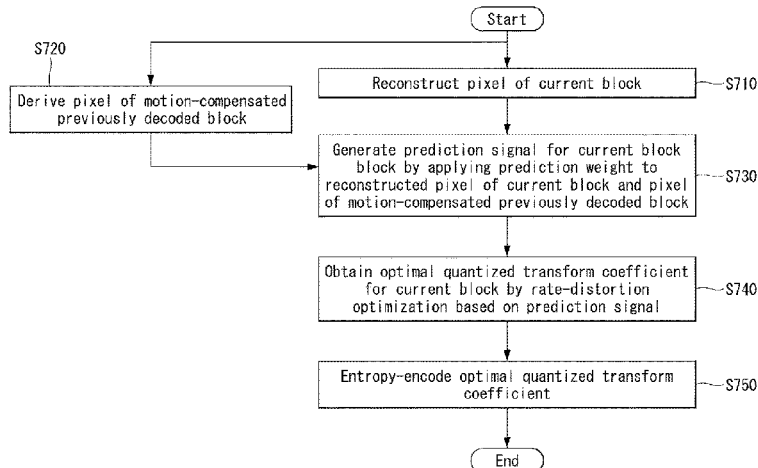 Start
S720
Derive pixel of motion-compensated
previously decoded block
Reconstruct pixel of current block
S710
Generate prediction signal for current block
block by applying prediction weight to
reconstructed pixel of current block and pixel
of motion-compensated previously decoded block
S730
Obtain optimal quantized transform coefficient
for current block by rate-distortion
optimization based on prediction signal
S740
Entropy-encode optimal quantized transform
coefficient
S750
End